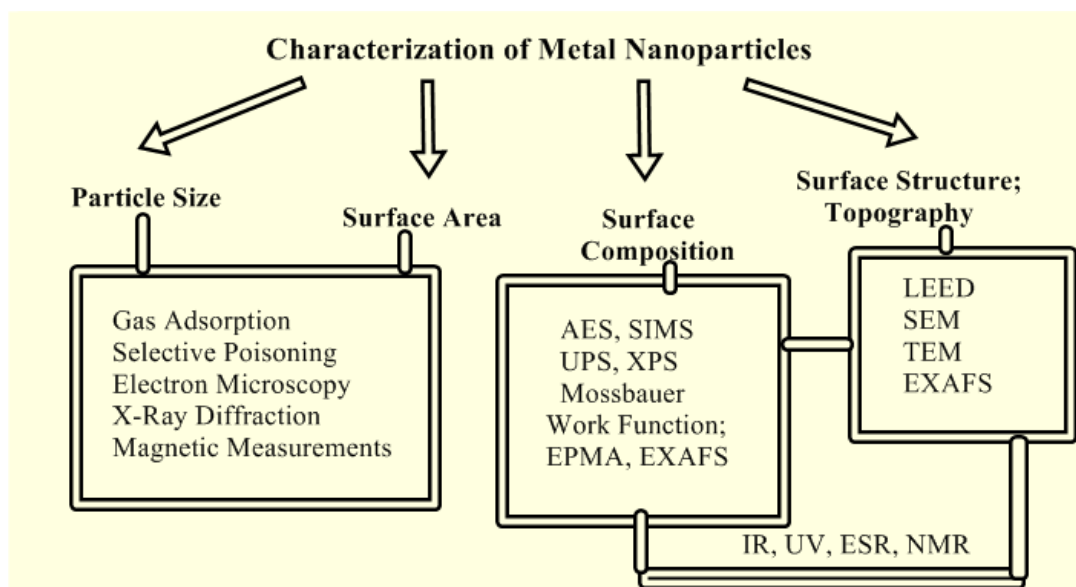 Characterization of Metal Nanoparticles
Particle Size
Surface Area
Gas Adsorption
Selective Poisoning
Electron Microscopy
X-Ray Diffraction
Magnetic Measurements
Surface
Composition
AES, SIMS
UPS, XPS
Mossbauer
Work Function;
EPMA, EXAFS
Surface Structure;
Topography
LEED
SEM
TEM
EXAFS
IR, UV, ESR, NMR